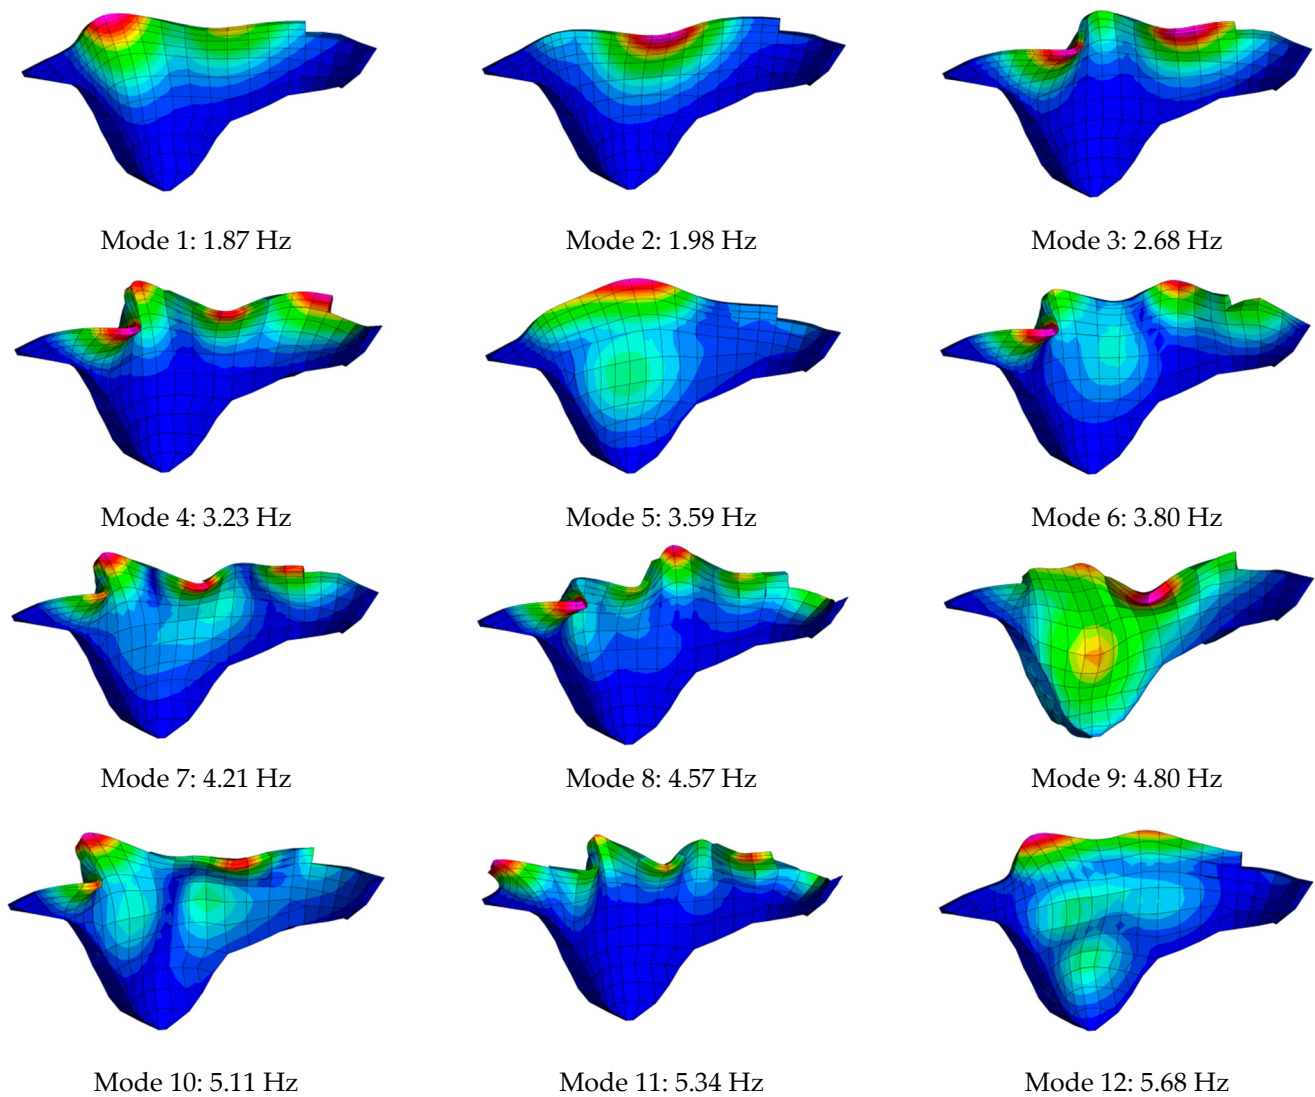 Mode 1: 1.87 Hz
Mode 2: 1.98 Hz
Mode 3: 2.68 Hz
Mode 4: 3.23 Hz
Mode 5: 3.59 Hz
Mode 6: 3.80 Hz
Mode 7: 4.21 Hz
Mode 8: 4.57 Hz
Mode 9: 4.80 Hz
Mode 10: 5.11 Hz
Mode 11: 5.34 Hz
Mode 12: 5.68 Hz